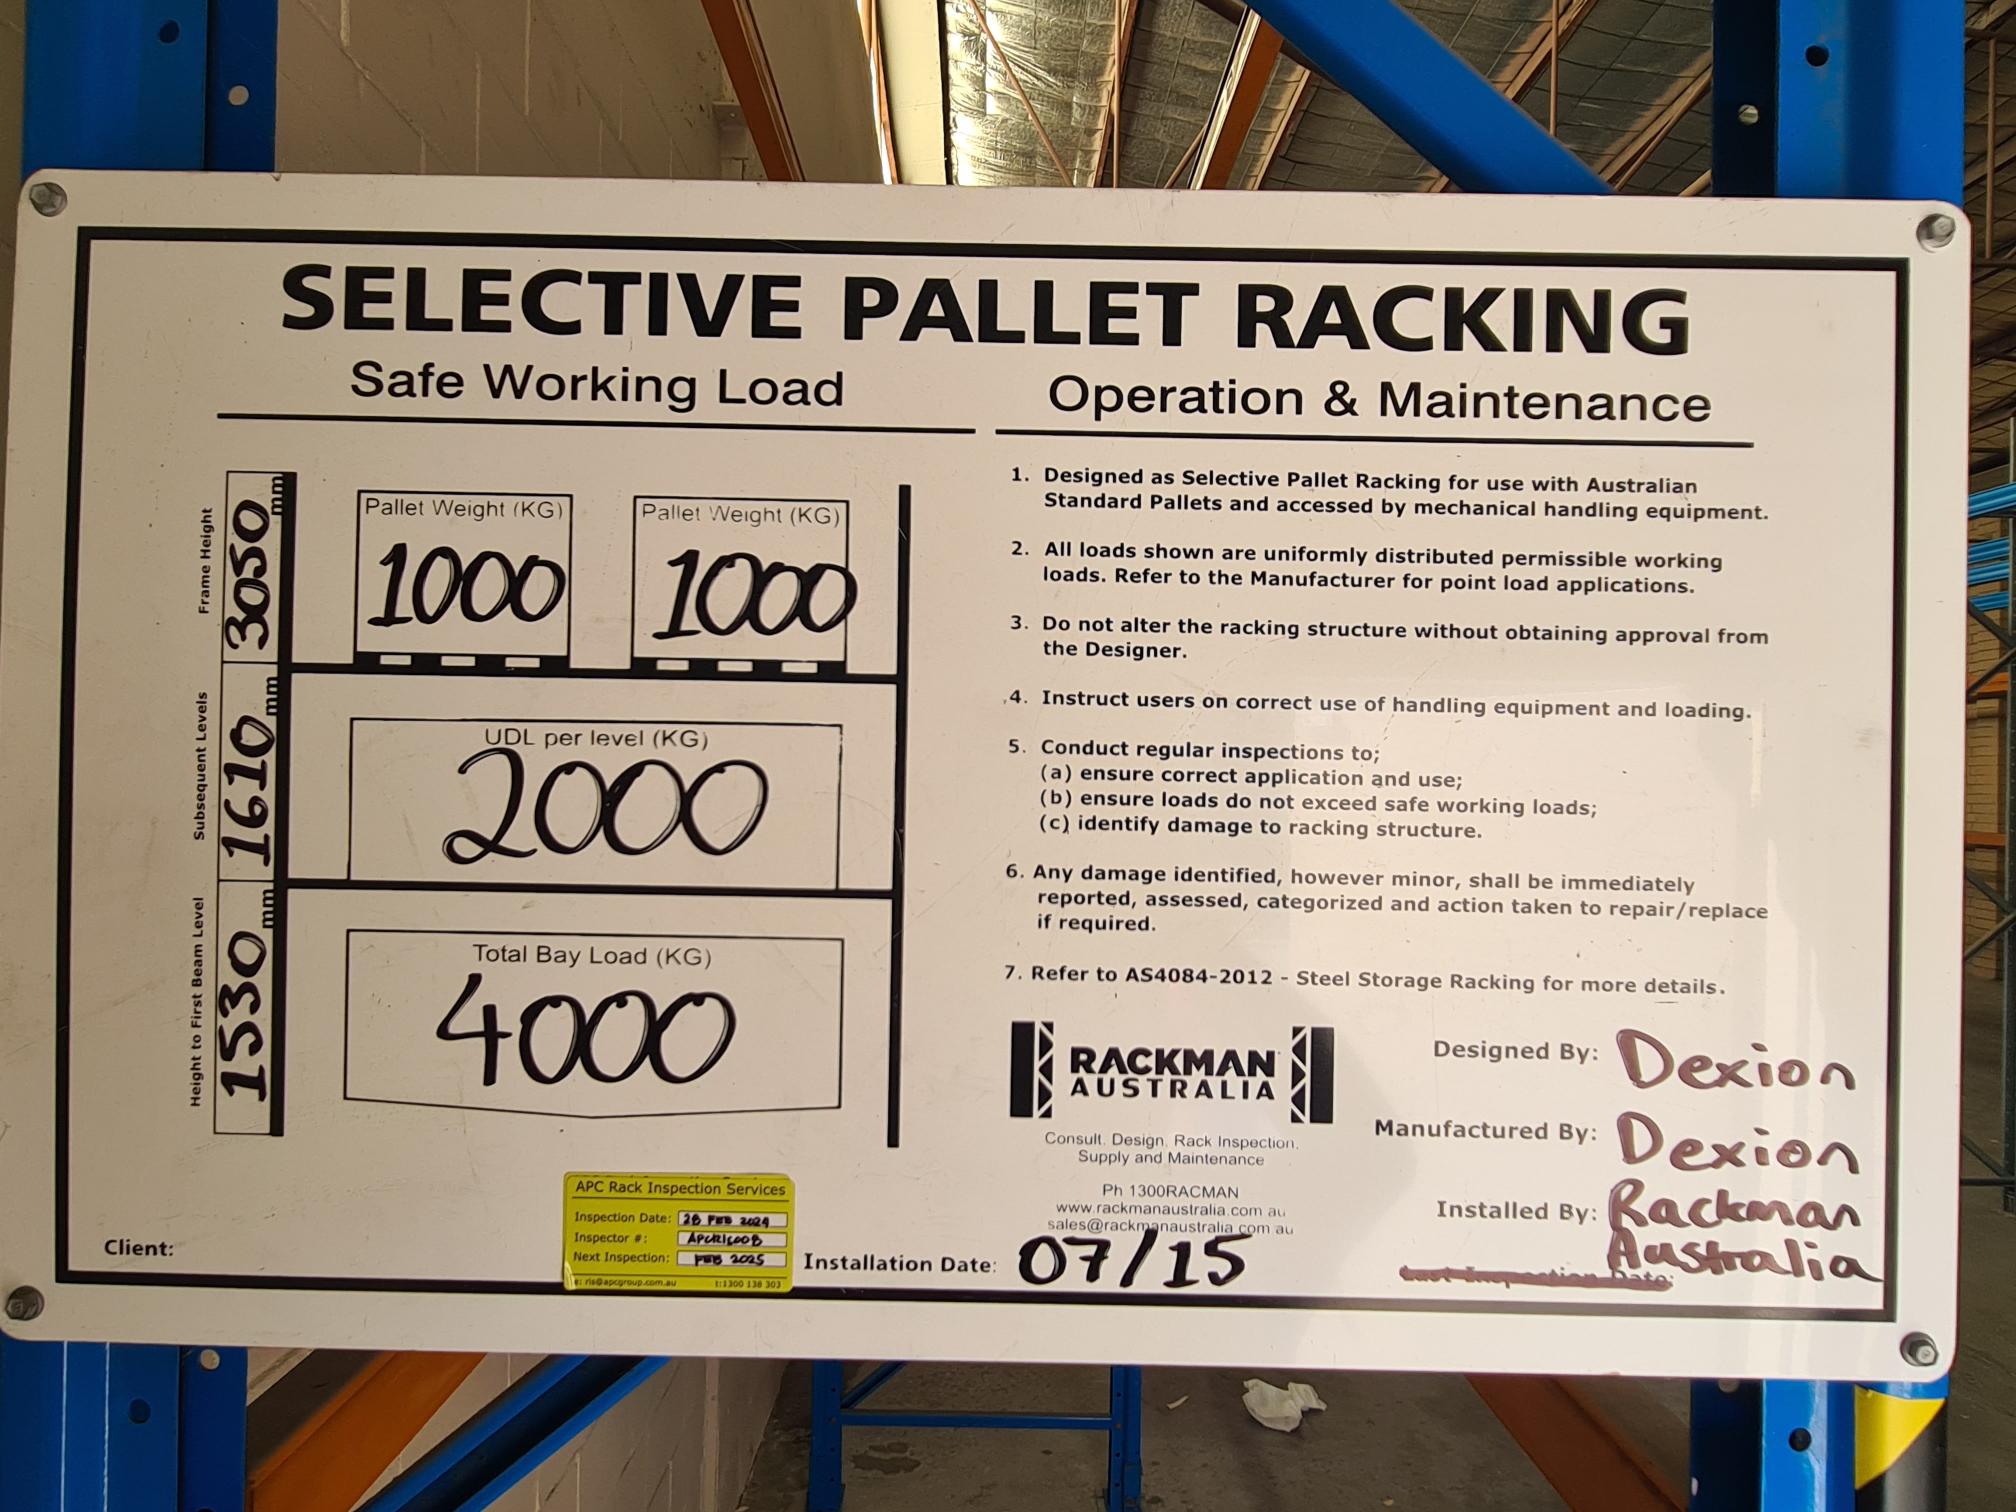 SELECTIVE PALLET RACKING
Safe Working Load
Frame Height
3050 mm
Subsequent Levels
1610 mm
Height to First Beam Level
1530 mm
Pallet Weight (KG)
1000
Pallet Weight (KG)
1000
UDL per level (KG)
2000
Total Bay Load (KG)
4000
Operation & Maintenance
1. Designed as Selective Pallet Racking for use with Australian
Standard Pallets and accessed by mechanical handling equipment.
2. All loads shown are uniformly distributed permissible working
loads. Refer to the Manufacturer for point load applications.
3. Do not alter the racking structure without obtaining approval from
the Designer.
4. Instruct users on correct use of handling equipment and loading.
5. Conduct regular inspections to;
(a) ensure correct application and use;
(b) ensure loads do not exceed safe working loads;
(c) identify damage to racking structure.
6. Any damage identified, however minor, shall be immediately
reported, assessed, categorized and action taken to repair/replace
if required.
7. Refer to AS4084-2012 - Steel Storage Racking for more details.
RACKMAN
AUSTRALIA
Consult. Design. Rack Inspection.
Supply and Maintenance
Ph 1300RACMAN
www.rackmanaustralia.com au
sales@rackmanaustralia com au
Designed By: Dexion
Manufactured By: Dexion
Installed By: Rackman
Australia
Last Inspection Date:
Client:
APC Rack Inspection Services
Inspection Date: 28 FEB 2024
Inspector #:
Next Inspection: FEB 2025
e: ris@apcgroup.com.au t:1300 138 303
Installation Date: 07/15